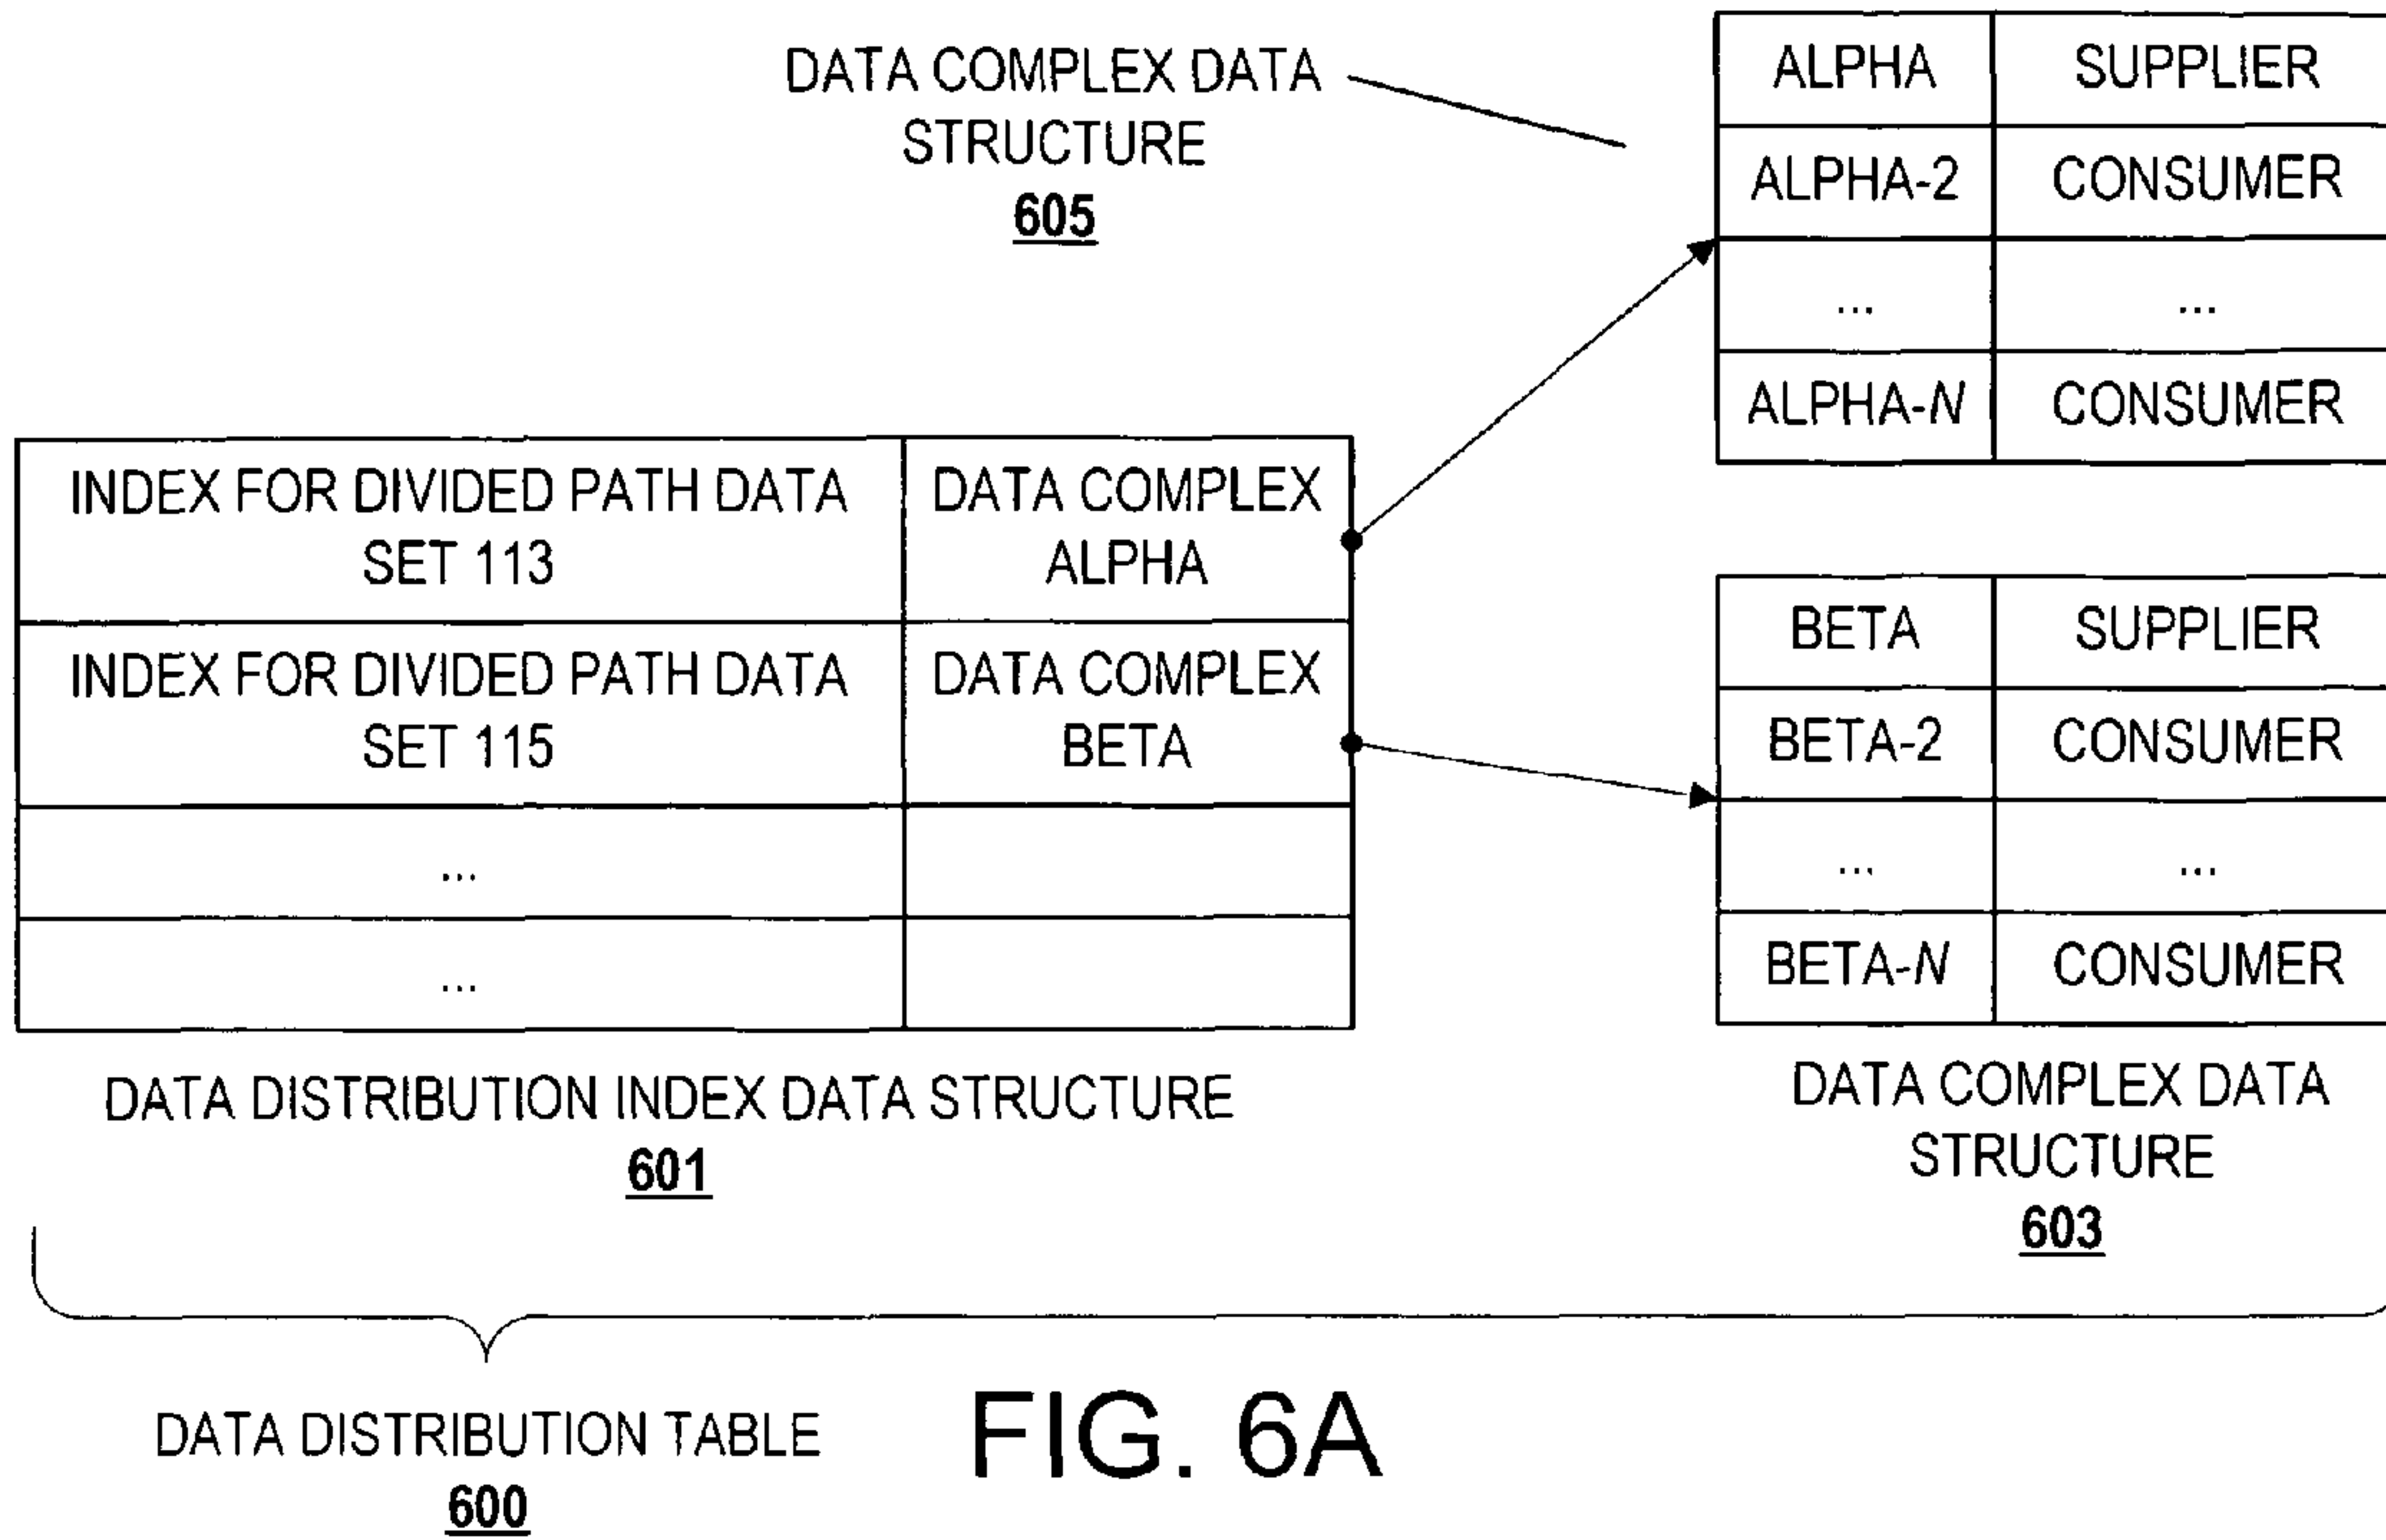 DATA COMPLEX DATA
STRUCTURE
605
ALPHA SUPPLIER
ALPHA-2 CONSUMER
... ...
ALPHA-N CONSUMER
INDEX FOR DIVIDED PATH DATA
SET 113
DATA COMPLEX
ALPHA
INDEX FOR DIVIDED PATH DATA
SET 115
DATA COMPLEX
BETA
...
...
BETA SUPPLIER
BETA-2 CONSUMER
... ...
BETA-N CONSUMER
DATA DISTRIBUTION INDEX DATA STRUCTURE
601
DATA COMPLEX DATA
STRUCTURE
603
DATA DISTRIBUTION TABLE
600
FIG. 6A